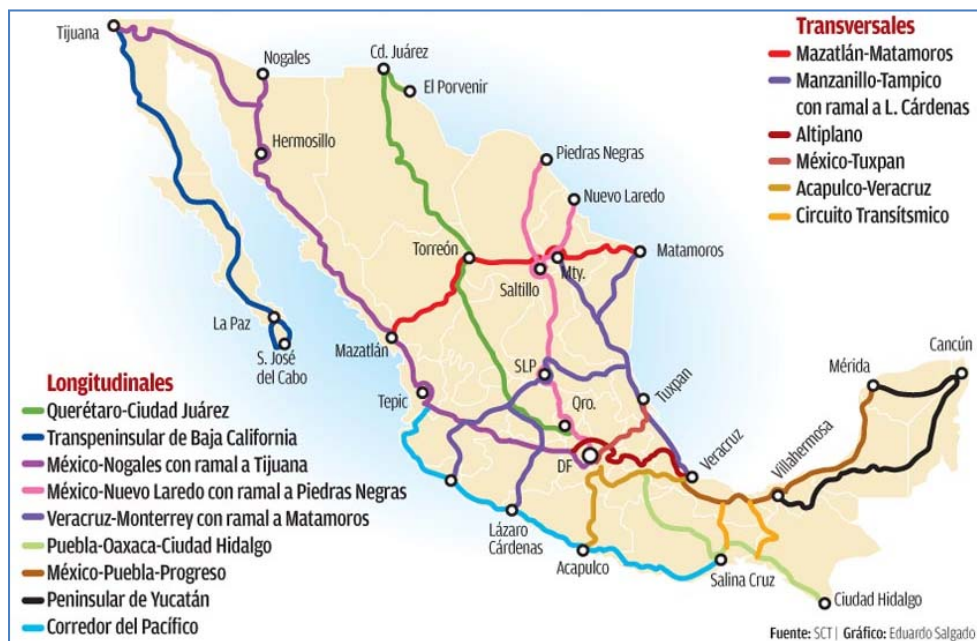 Tijuana
Nogales
Cd. Juárez
El Porvenir
Hermosillo
Piedras Negras
Nuevo Laredo
Torreón
Saltillo
Mty.
Matamoros
La Paz
S. José
del Cabo
Mazatlán
Tepic
SLP
Qro.
DF
Tuxpan
Veracruz
Villahermosa
Mérida
Cancún
Lázaro
Cárdenas
Acapulco
Salina Cruz
Ciudad Hidalgo
Transversales
Mazatlán-Matamoros
Manzanillo-Tampico
con ramal a L. Cárdenas
Altiplano
México-Tuxpan
Acapulco-Veracruz
Circuito Transítsmico
Longitudinales
Querétaro-Ciudad Juárez
Transpeninsular de Baja California
México-Nogales con ramal a Tijuana
México-Nuevo Laredo con ramal a Piedras Negras
Veracruz-Monterrey con ramal a Matamoros
Puebla-Oaxaca-Ciudad Hidalgo
México-Puebla-Progreso
Peninsular de Yucatán
Corredor del Pacífico
Fuente: SCT | Gráfico: Eduardo Salgado